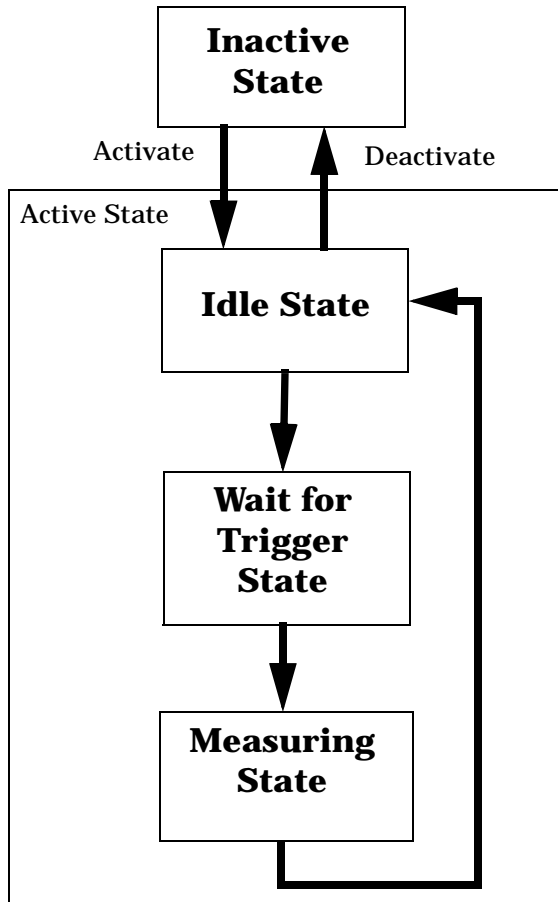 Inactive
State
Activate
Deactivate
Active State
Idle State
Wait for
Trigger
State
Measuring
State